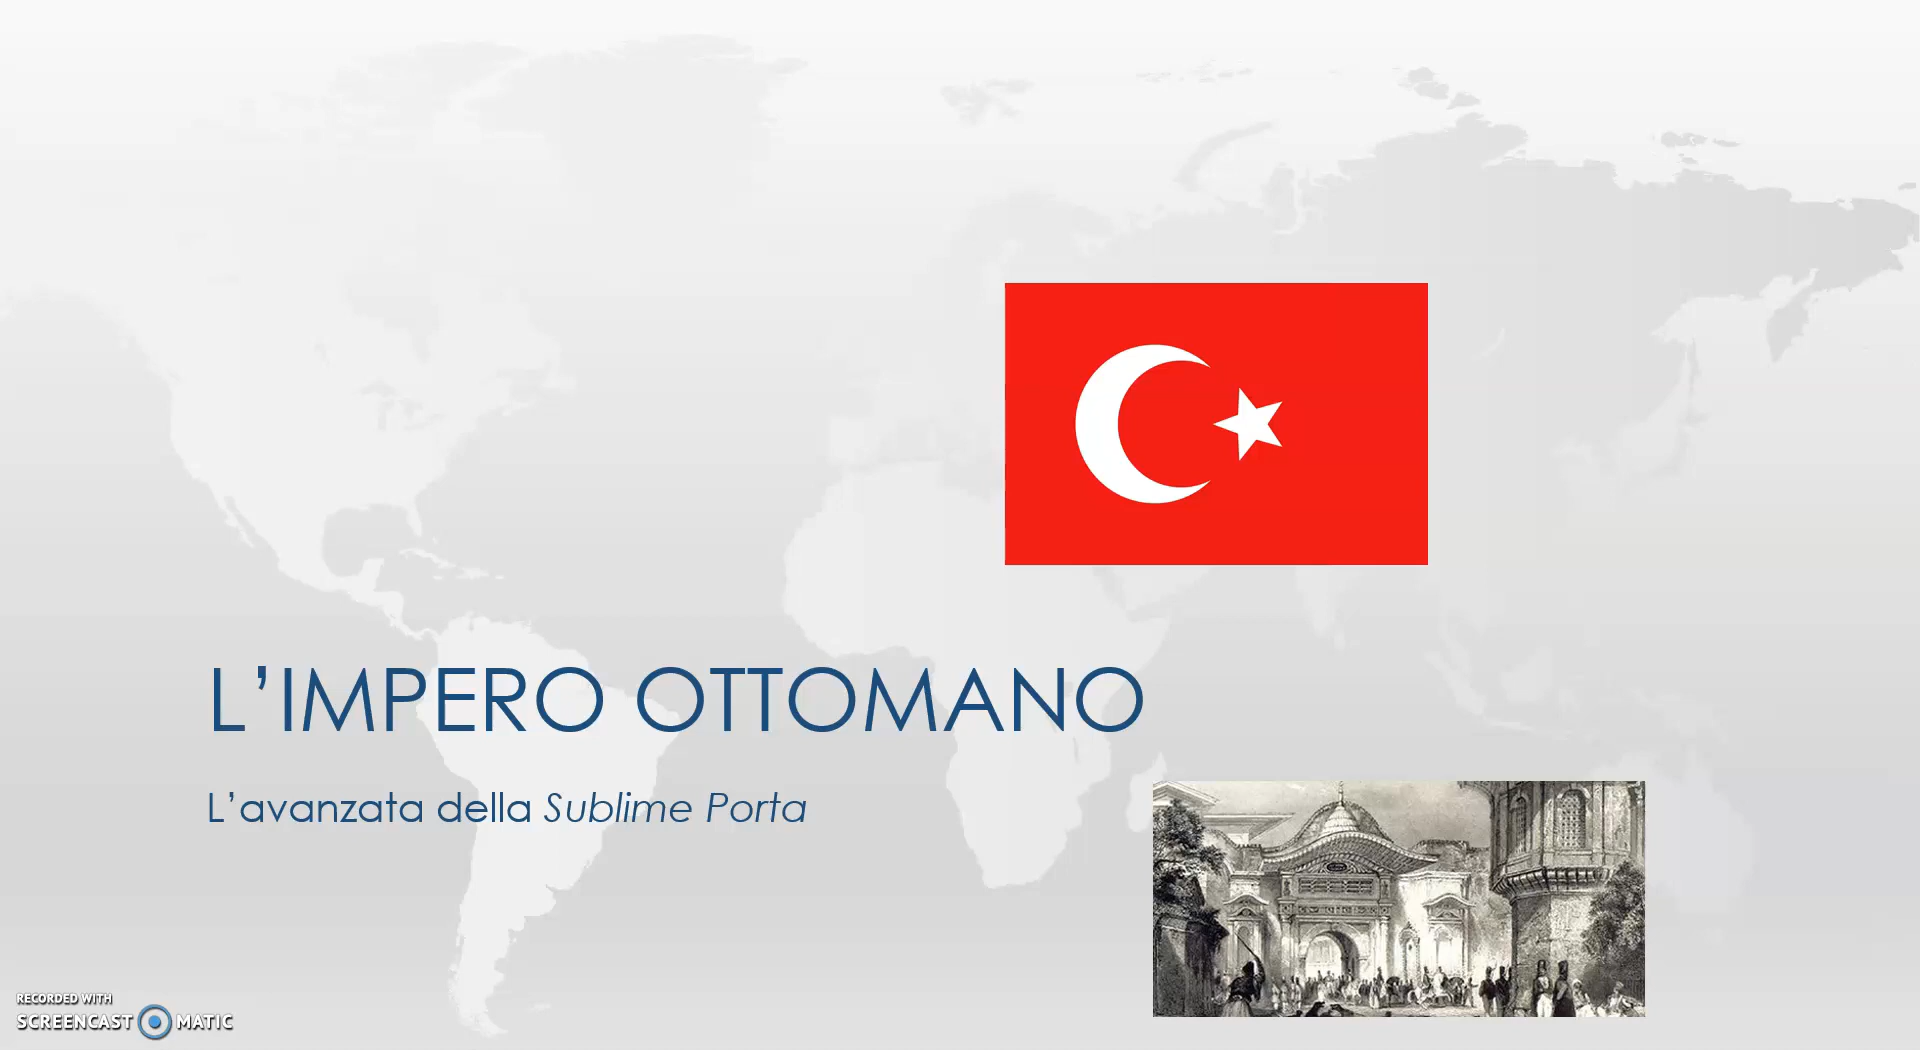 L’IMPERO OTTOMANO
L’avanzata della Sublime Porta
RECORDED WITH
SCREENCAST MATIC